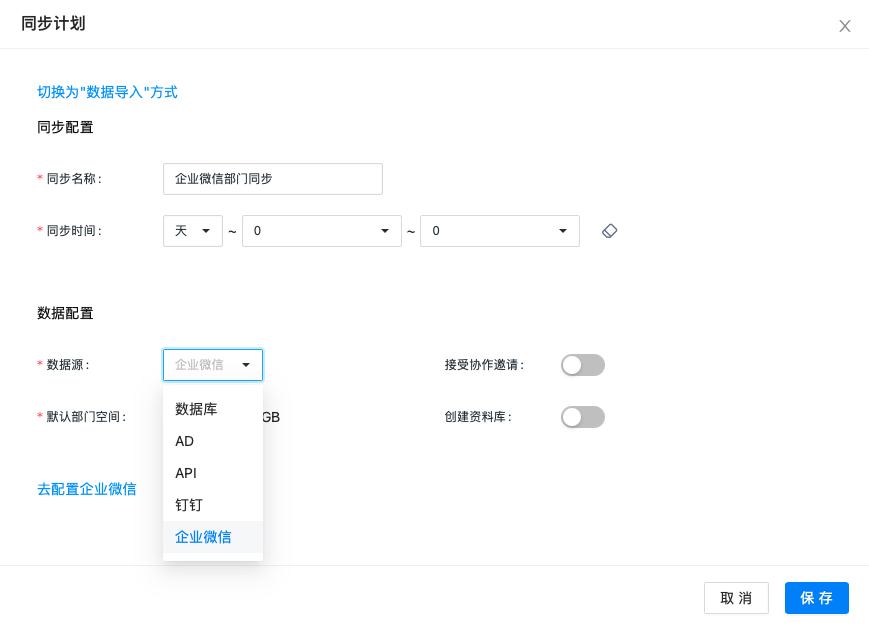 同步计划
切换为"数据导入"方式
同步配置
* 同步名称: 企业微信部门同步
* 同步时间: 天 ~ 0 ~ 0
数据配置
* 数据源: 企业微信 接受协作邀请:
* 默认部门空间: GB 创建资料库:
数据库
AD
API
钉钉
企业微信
去配置企业微信
取 消 保 存